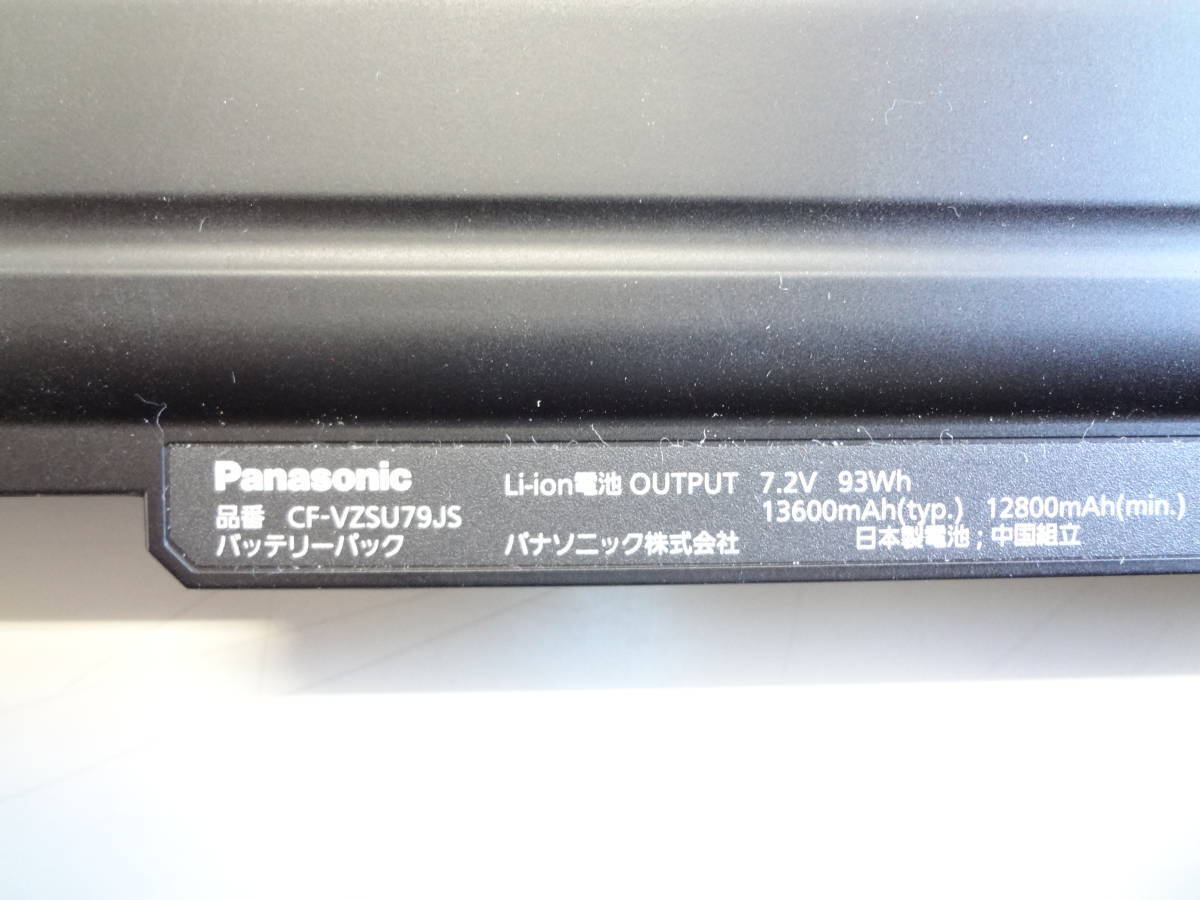 Panasonic
品番 CF-VZSU79JS
バッテリーパック
Li-ion電池 OUTPUT 7.2V 93Wh
13600mAh(typ.) 12800mAh(min.)
パナソニック株式会社 日本製電池;中国組立